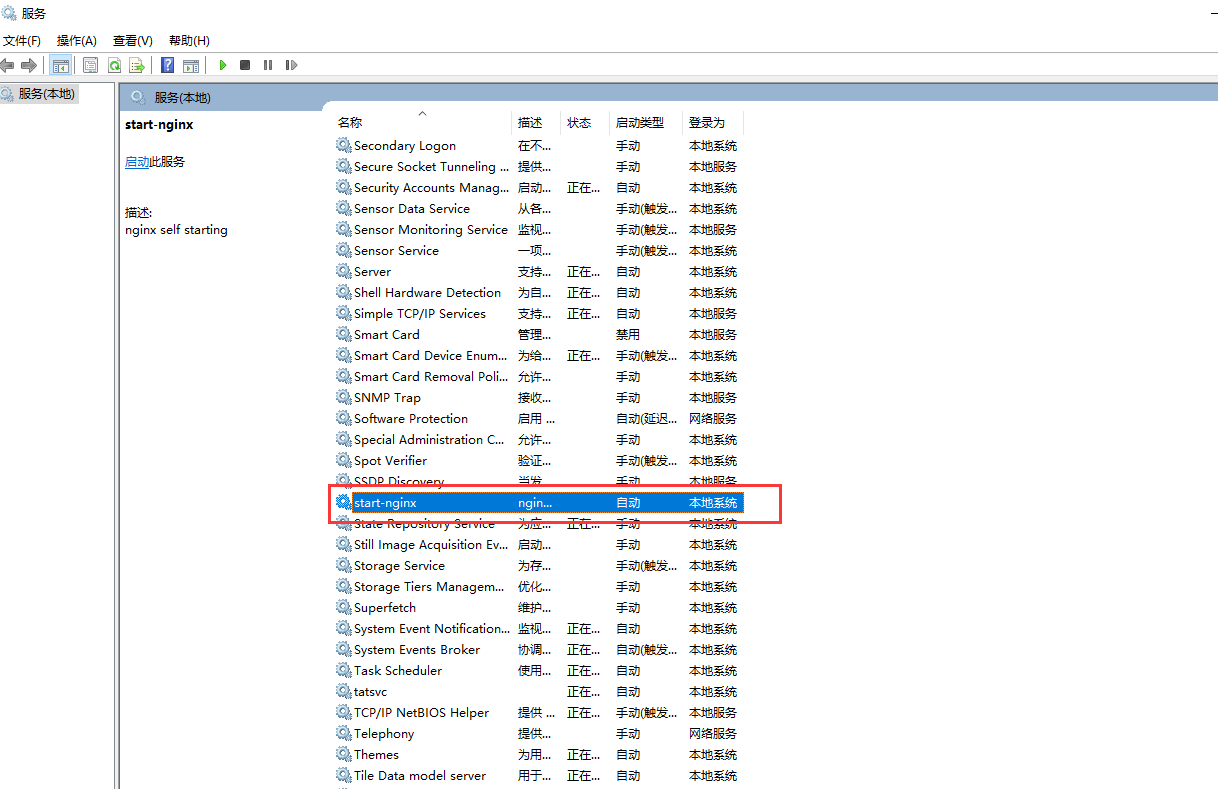 服务
文件(F) 操作(A) 查看(V) 帮助(H)
服务(本地)
服务(本地)
start-nginx
启动此服务
描述:
nginx self starting
名称 描述 状态 启动类型 登录为
Secondary Logon 在不... 手动 本地系统
Secure Socket Tunneling ... 提供... 手动 本地服务
Security Accounts Manag... 启动... 正在... 自动 本地系统
Sensor Data Service 从各... 手动(触发... 本地系统
Sensor Monitoring Service 监视... 手动(触发... 本地服务
Sensor Service 一项... 手动(触发... 本地系统
Server 支持... 正在... 自动 本地系统
Shell Hardware Detection 为自... 正在... 自动 本地系统
Simple TCP/IP Services 支持... 正在... 自动 本地服务
Smart Card 管理... 禁用 本地服务
Smart Card Device Enum... 为给... 正在... 手动(触发... 本地系统
Smart Card Removal Poli... 允许... 手动 本地系统
SNMP Trap 接收... 手动 本地服务
Software Protection 启用 ... 自动(延迟... 网络服务
Special Administration C... 允许... 手动 本地系统
Spot Verifier 验证... 手动(触发... 本地系统
SSDP Discovery 当发... 手动 本地服务
start-nginx ngin... 自动 本地系统
State Repository Service 为应... 正在... 手动 本地系统
Still Image Acquisition Ev... 启动... 手动 本地系统
Storage Service 为存... 手动(触发... 本地系统
Storage Tiers Managem... 优化... 手动 本地系统
Superfetch 维护... 手动 本地系统
System Event Notification... 监视... 正在... 自动 本地系统
System Events Broker 协调... 正在... 自动(触发... 本地系统
Task Scheduler 使用... 正在... 自动 本地系统
tatsvc 正在... 自动 本地系统
TCP/IP NetBIOS Helper 提供 ... 正在... 手动(触发... 本地服务
Telephony 提供... 手动 网络服务
Themes 为用... 正在... 自动 本地系统
Tile Data model server 用于... 正在... 自动 本地系统